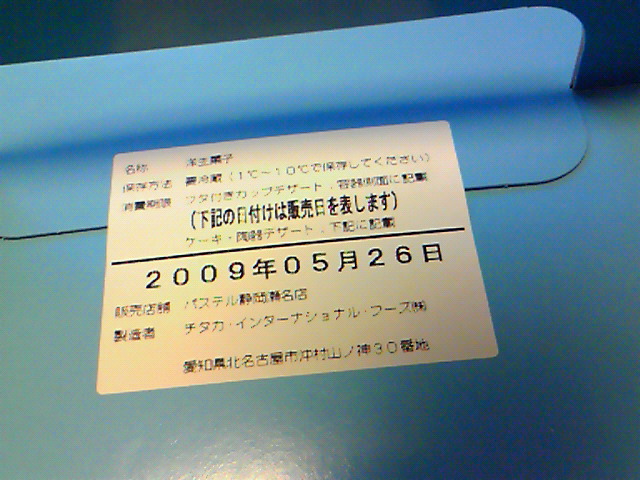 名称 洋生菓子
保存方法 要冷蔵(1℃～10℃で保存してください)
消費期限 フタ付きカップデザート：容器側面に記載
(下記の日付けは販売日を表します)
ケーキ・陶器デザート：下記に記載
2009年05月26日
販売店舗 パステル静岡瀬名店
製造者 チタカ・インターナショナル・フーズ㈱
愛知県北名古屋市沖村山ノ神30番地